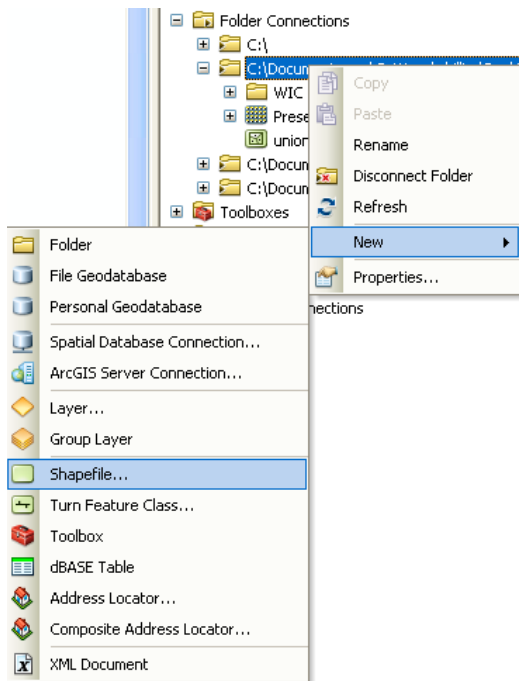 Folder Connections
C:\
C:\Docum
WIC
Prese
union
C:\Docun
C:\Docun
Toolboxes
nections
Copy
Paste
Rename
Disconnect Folder
Refresh
New
Properties...
Folder
File Geodatabase
Personal Geodatabase
Spatial Database Connection...
ArcGIS Server Connection...
Layer...
Group Layer
Shapefile...
Turn Feature Class...
Toolbox
dBASE Table
Address Locator...
Composite Address Locator...
XML Document